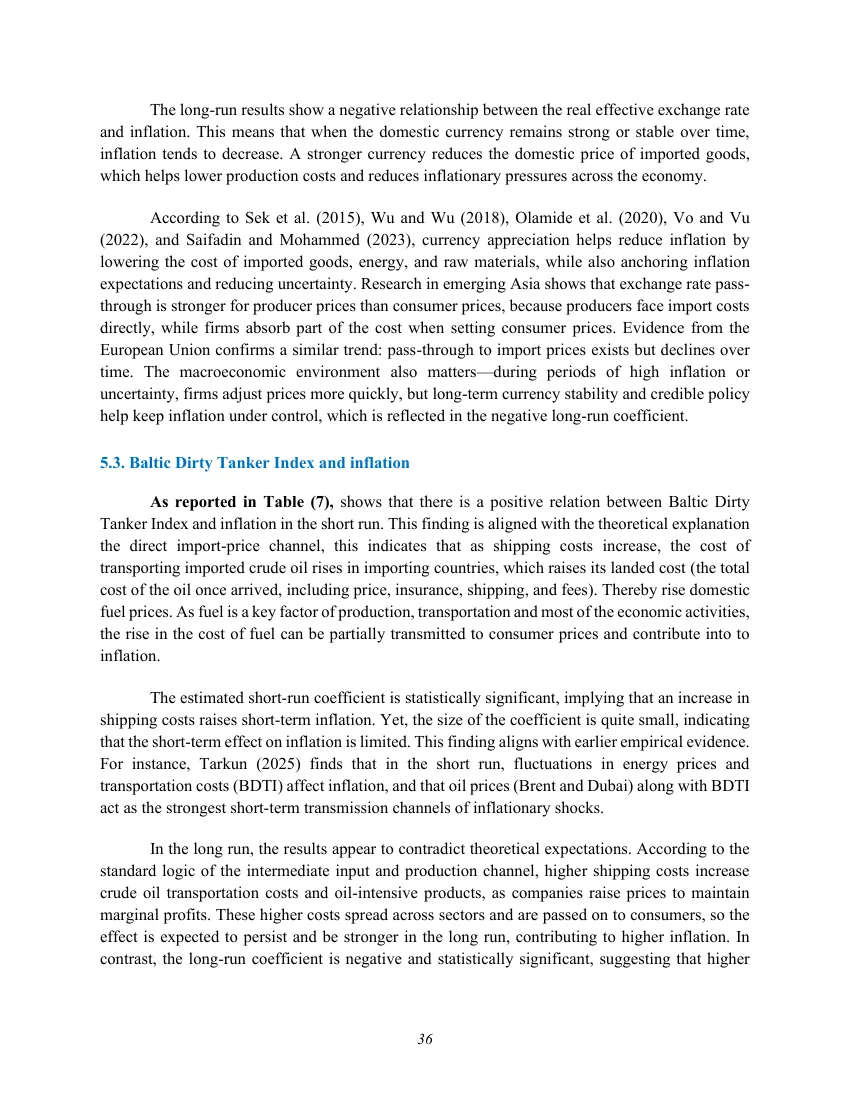 The long-run results show a negative relationship between the real effective exchange rate
and inflation. This means that when the domestic currency remains strong or stable over time,
inflation tends to decrease. A stronger currency reduces the domestic price of imported goods,
which helps lower production costs and reduces inflationary pressures across the economy.
According to Sek et al. (2015), Wu and Wu (2018), Olamide et al. (2020), Vo and Vu
(2022), and Saifadin and Mohammed (2023), currency appreciation helps reduce inflation by
lowering the cost of imported goods, energy, and raw materials, while also anchoring inflation
expectations and reducing uncertainty. Research in emerging Asia shows that exchange rate pass-
through is stronger for producer prices than consumer prices, because producers face import costs
directly, while firms absorb part of the cost when setting consumer prices. Evidence from the
European Union confirms a similar trend: pass-through to import prices exists but declines over
time. The macroeconomic environment also matters—during periods of high inflation or
uncertainty, firms adjust prices more quickly, but long-term currency stability and credible policy
help keep inflation under control, which is reflected in the negative long-run coefficient.
5.3. Baltic Dirty Tanker Index and inflation
As reported in Table (7), shows that there is a positive relation between Baltic Dirty
Tanker Index and inflation in the short run. This finding is aligned with the theoretical explanation
the direct import-price channel, this indicates that as shipping costs increase, the cost of
transporting imported crude oil rises in importing countries, which raises its landed cost (the total
cost of the oil once arrived, including price, insurance, shipping, and fees). Thereby rise domestic
fuel prices. As fuel is a key factor of production, transportation and most of the economic activities,
the rise in the cost of fuel can be partially transmitted to consumer prices and contribute into to
inflation.
The estimated short-run coefficient is statistically significant, implying that an increase in
shipping costs raises short-term inflation. Yet, the size of the coefficient is quite small, indicating
that the short-term effect on inflation is limited. This finding aligns with earlier empirical evidence.
For instance, Tarkun (2025) finds that in the short run, fluctuations in energy prices and
transportation costs (BDTI) affect inflation, and that oil prices (Brent and Dubai) along with BDTI
act as the strongest short-term transmission channels of inflationary shocks.
In the long run, the results appear to contradict theoretical expectations. According to the
standard logic of the intermediate input and production channel, higher shipping costs increase
crude oil transportation costs and oil-intensive products, as companies raise prices to maintain
marginal profits. These higher costs spread across sectors and are passed on to consumers, so the
effect is expected to persist and be stronger in the long run, contributing to higher inflation. In
contrast, the long-run coefficient is negative and statistically significant, suggesting that higher
36